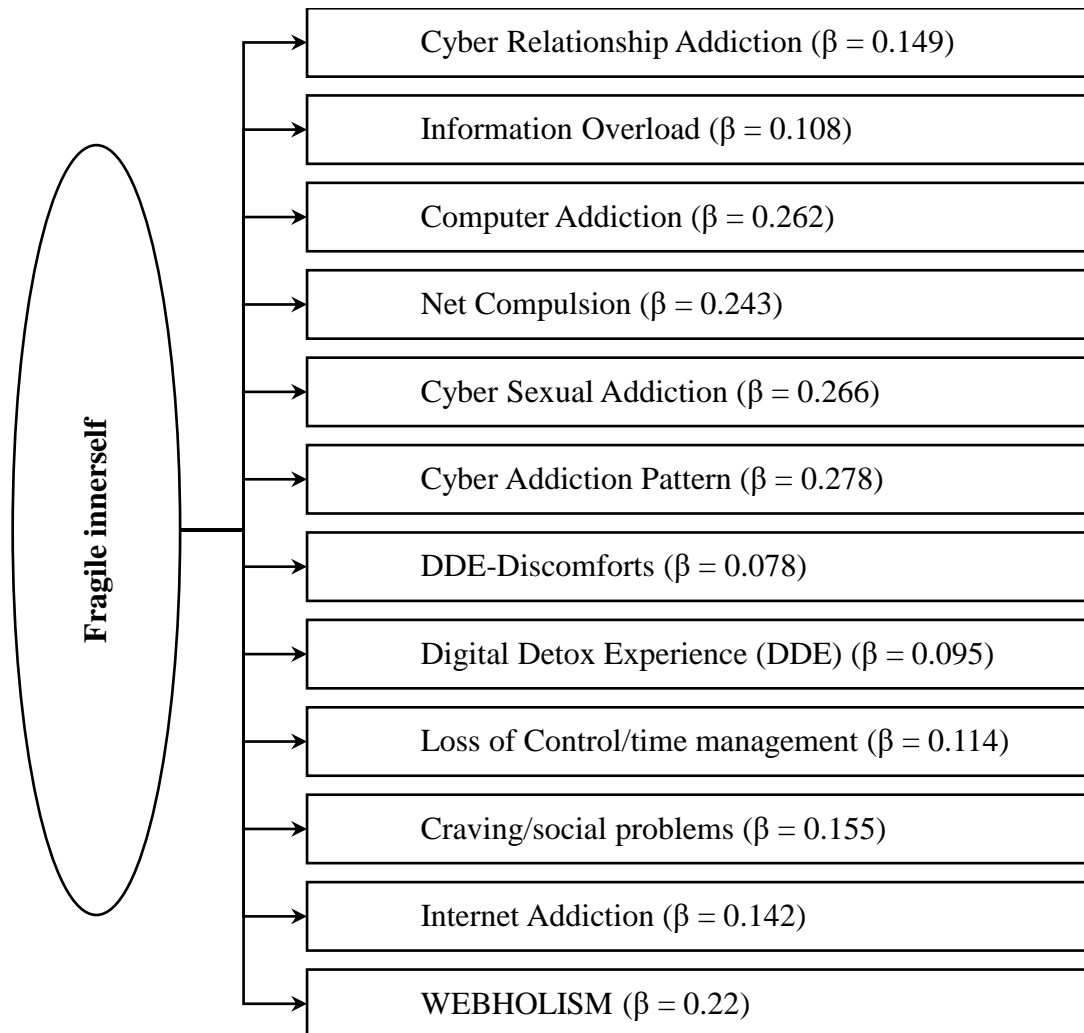 Cyber Relationship Addiction (β = 0.149)
Information Overload (β = 0.108)
Computer Addiction (β = 0.262)
Net Compulsion (β = 0.243)
Cyber Sexual Addiction (β = 0.266)
Fragile innerself
Cyber Addiction Pattern (β = 0.278)
DDE-Discomforts (β = 0.078)
Digital Detox Experience (DDE) (β = 0.095)
Loss of Control/time management (β = 0.114)
Craving/social problems (β = 0.155)
Internet Addiction (β = 0.142)
WEBHOLISM (β = 0.22)